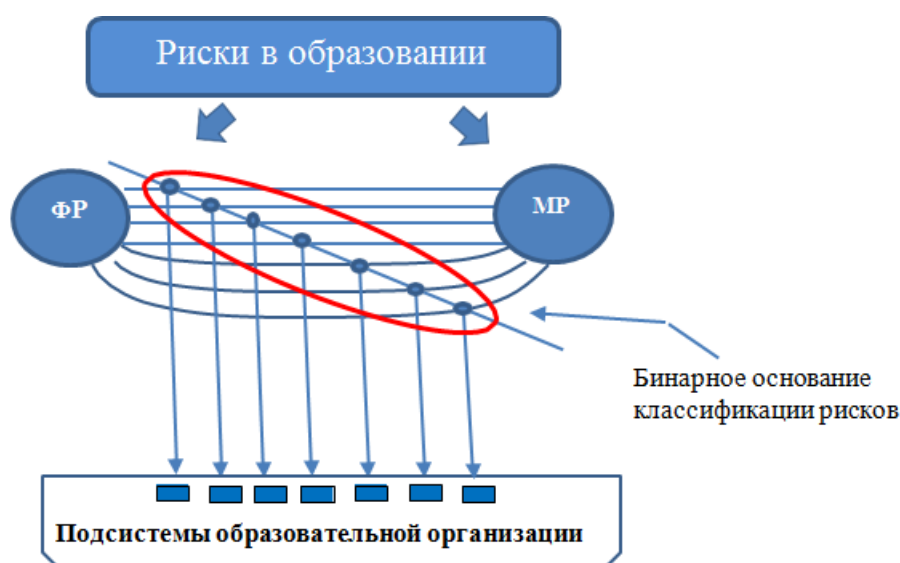 Риски в образовании
ФР
МР
Бинарное основание
классификации рисков
Подсистемы образовательной организации